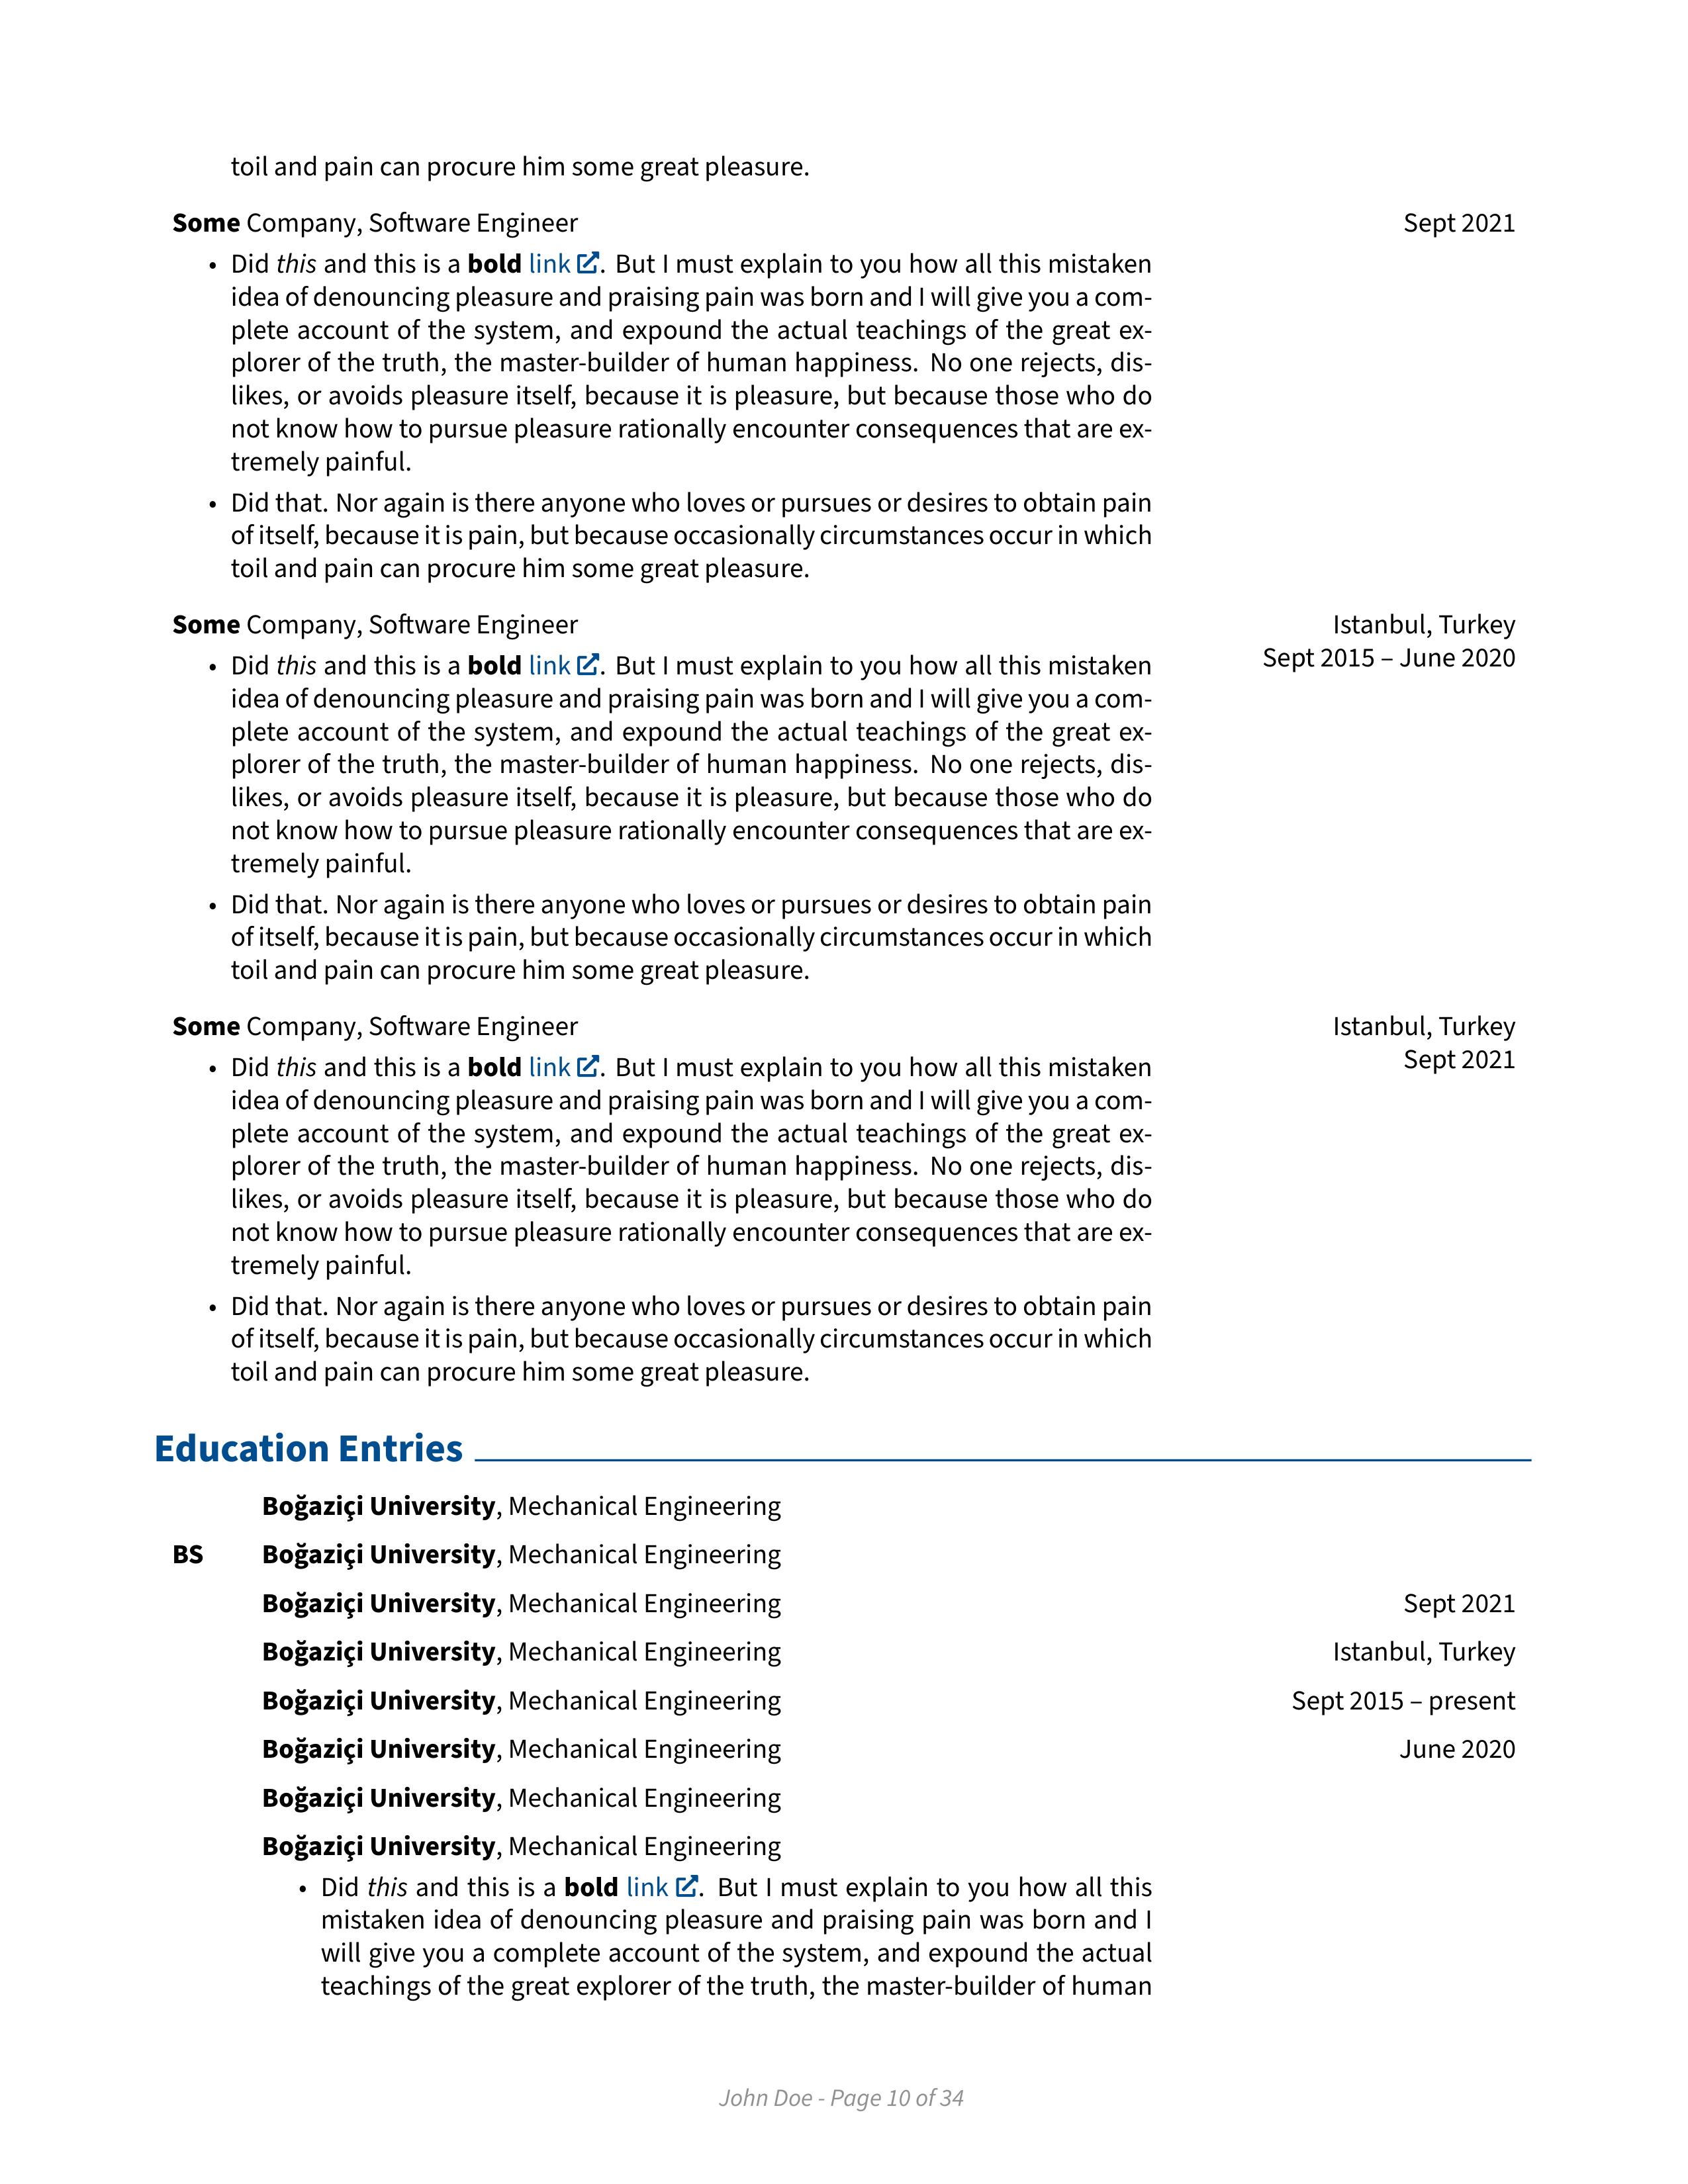 toil and pain can procure him some great pleasure.
Some Company, Software Engineer Sept 2021
• Did this and this is a bold link. But I must explain to you how all this mistaken
idea of denouncing pleasure and praising pain was born and I will give you a com-
plete account of the system, and expound the actual teachings of the great ex-
plorer of the truth, the master-builder of human happiness. No one rejects, dis-
likes, or avoids pleasure itself, because it is pleasure, but because those who do
not know how to pursue pleasure rationally encounter consequences that are ex-
tremely painful.
• Did that. Nor again is there anyone who loves or pursues or desires to obtain pain
of itself, because it is pain, but because occasionally circumstances occur in which
toil and pain can procure him some great pleasure.
Some Company, Software Engineer Istanbul, Turkey
Sept 2015 – June 2020
• Did this and this is a bold link. But I must explain to you how all this mistaken
idea of denouncing pleasure and praising pain was born and I will give you a com-
plete account of the system, and expound the actual teachings of the great ex-
plorer of the truth, the master-builder of human happiness. No one rejects, dis-
likes, or avoids pleasure itself, because it is pleasure, but because those who do
not know how to pursue pleasure rationally encounter consequences that are ex-
tremely painful.
• Did that. Nor again is there anyone who loves or pursues or desires to obtain pain
of itself, because it is pain, but because occasionally circumstances occur in which
toil and pain can procure him some great pleasure.
Some Company, Software Engineer Istanbul, Turkey
Sept 2021
• Did this and this is a bold link. But I must explain to you how all this mistaken
idea of denouncing pleasure and praising pain was born and I will give you a com-
plete account of the system, and expound the actual teachings of the great ex-
plorer of the truth, the master-builder of human happiness. No one rejects, dis-
likes, or avoids pleasure itself, because it is pleasure, but because those who do
not know how to pursue pleasure rationally encounter consequences that are ex-
tremely painful.
• Did that. Nor again is there anyone who loves or pursues or desires to obtain pain
of itself, because it is pain, but because occasionally circumstances occur in which
toil and pain can procure him some great pleasure.
Education Entries
Boğaziçi University, Mechanical Engineering
BS Boğaziçi University, Mechanical Engineering
Boğaziçi University, Mechanical Engineering Sept 2021
Boğaziçi University, Mechanical Engineering Istanbul, Turkey
Boğaziçi University, Mechanical Engineering Sept 2015 – present
Boğaziçi University, Mechanical Engineering June 2020
Boğaziçi University, Mechanical Engineering
Boğaziçi University, Mechanical Engineering
• Did this and this is a bold link. But I must explain to you how all this
mistaken idea of denouncing pleasure and praising pain was born and I
will give you a complete account of the system, and expound the actual
teachings of the great explorer of the truth, the master-builder of human
John Doe - Page 10 of 34